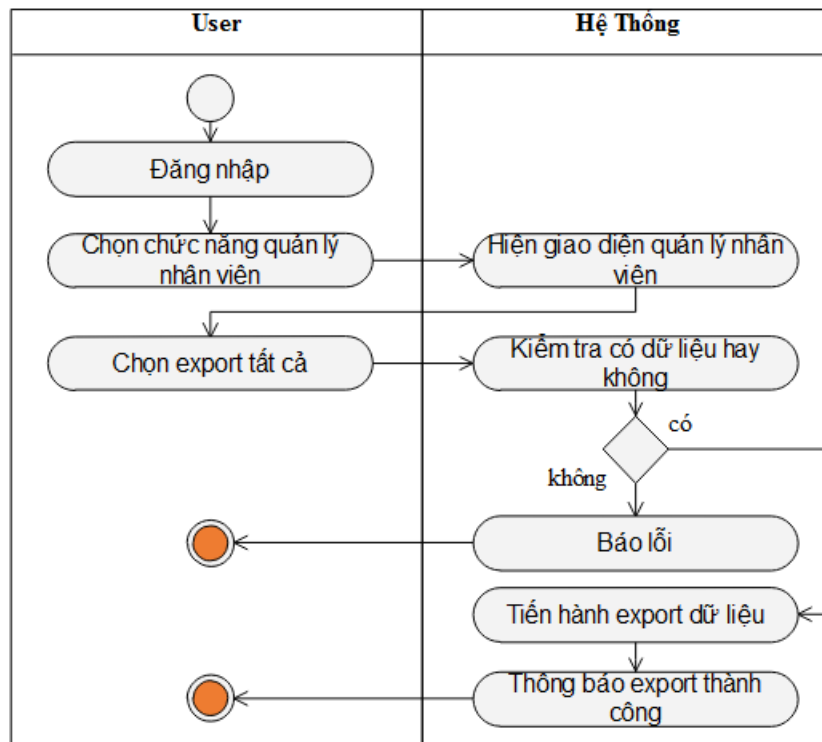 User
Hệ Thống
Đăng nhập
Chọn chức năng quản lý
nhân viên
Hiện giao diện quản lý nhân
viên
Chọn export tất cả
Kiểm tra có dữ liệu hay
không
có
không
Báo lỗi
Tiến hành export dữ liệu
Thông báo export thành
công